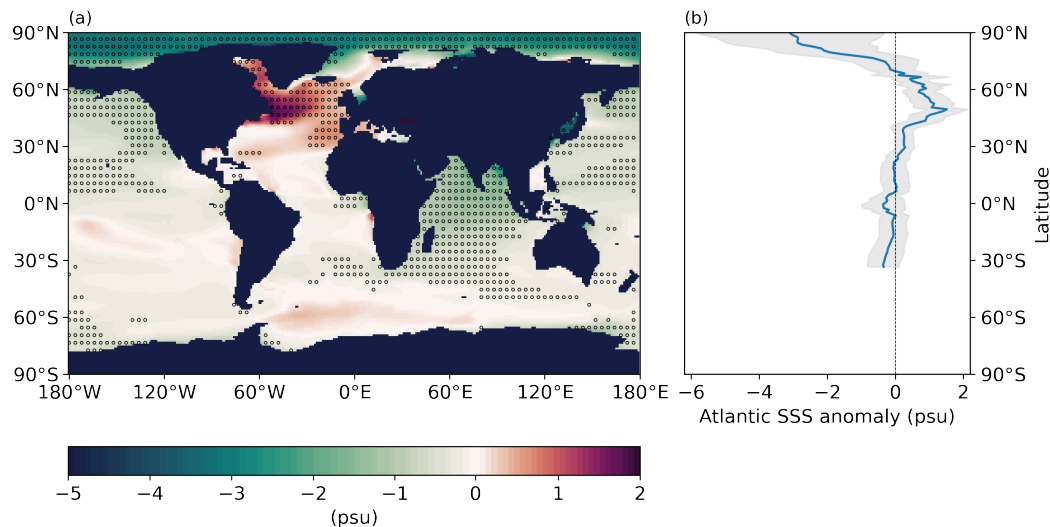 (a)
90°N
60°N
30°N
0°N
30°S
60°S
90°S
180°W 120°W 60°W 0°E 60°E 120°E 180°E
−5 −4 −3 −2 −1 0 1 2
(psu)
(b)
90°N
60°N
30°N
0°N
30°S
60°S
90°S
Latitude
−6 −4 −2 0 2
Atlantic SSS anomaly (psu)